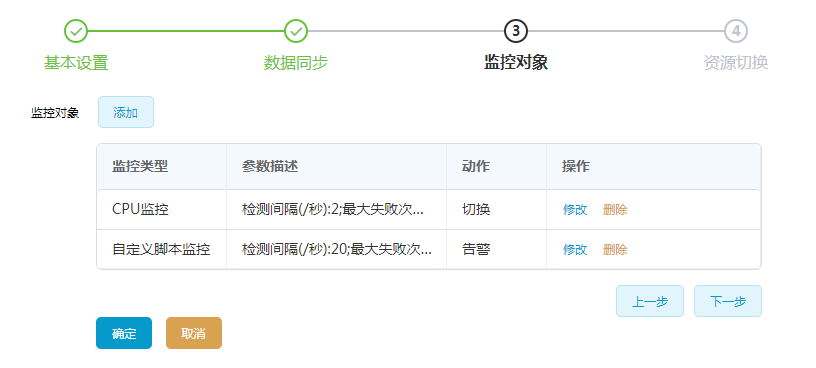 3 4
基本设置 数据同步 监控对象 资源切换
监控对象 添加
监控类型 参数描述 动作 操作
CPU监控 检测间隔(/秒):2;最大失败次... 切换 修改 删除
自定义脚本监控 检测间隔(/秒):20;最大失败次... 告警 修改 删除
上一步 下一步
确定 取消